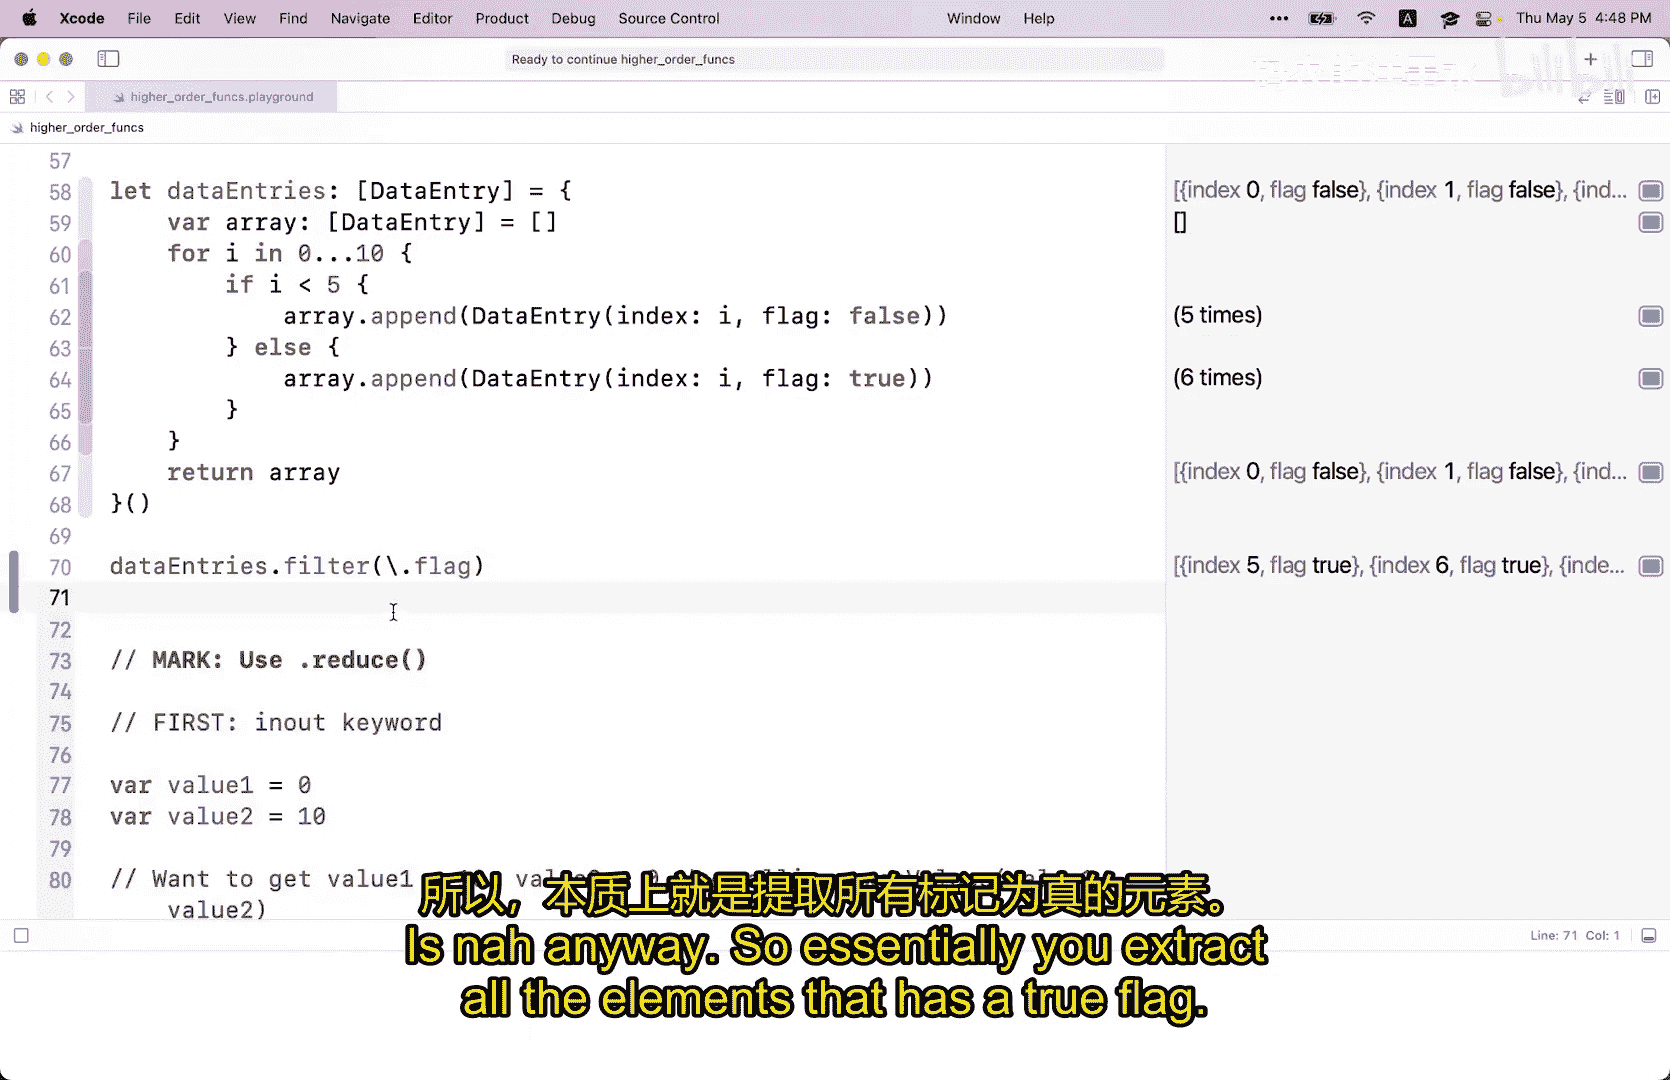 Xcode File Edit View Find Navigate Editor Product Debug Source Control Window Help Thu May 5 4:48 PM
Ready to continue higher_order_funcs
bilibili
higher_order_funcs.playground
higher_order_funcs
57
58 let dataEntries: [DataEntry] = { [{index 0, flag false}, {index 1, flag false}, {ind...
59 var array: [DataEntry] = [] []
60 for i in 0...10 {
61 if i < 5 {
62 array.append(DataEntry(index: i, flag: false)) (5 times)
63 } else {
64 array.append(DataEntry(index: i, flag: true)) (6 times)
65 }
66 }
67 return array [{index 0, flag false}, {index 1, flag false}, {ind...
68 }()
69
70 dataEntries.filter(\.flag) [{index 5, flag true}, {index 6, flag true}, {inde...
71
72
73 // MARK: Use .reduce()
74
75 // FIRST: inout keyword
76
77 var value1 = 0
78 var value2 = 10
79
80 // Want to get value1
value2)
所以，本质上就是提取所有标记为真的元素。
Is nah anyway. So essentially you extract
all the elements that has a true flag.
Line: 71 Col: 1